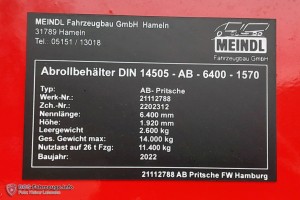 MEINDL Fahrzeugbau GmbH Hameln
31789 Hameln
Tel.: 05151 / 13018
MEINDL
Fahrzeugbau GmbH
Abrollbehälter DIN 14505 - AB - 6400 - 1570
Typ: AB- Pritsche
Werk-Nr.: 21112788
Zch.-Nr.: 2202312
Nennlänge: 6.400 mm
Höhe: 1.920 mm
Leergewicht 2.600 kg
Ges. Gewicht 14.000 kg
Nutzlast auf 26 t Fzg: 11.400 kg
Baujahr: 2022
21112788 AB Pritsche FW Hamburg